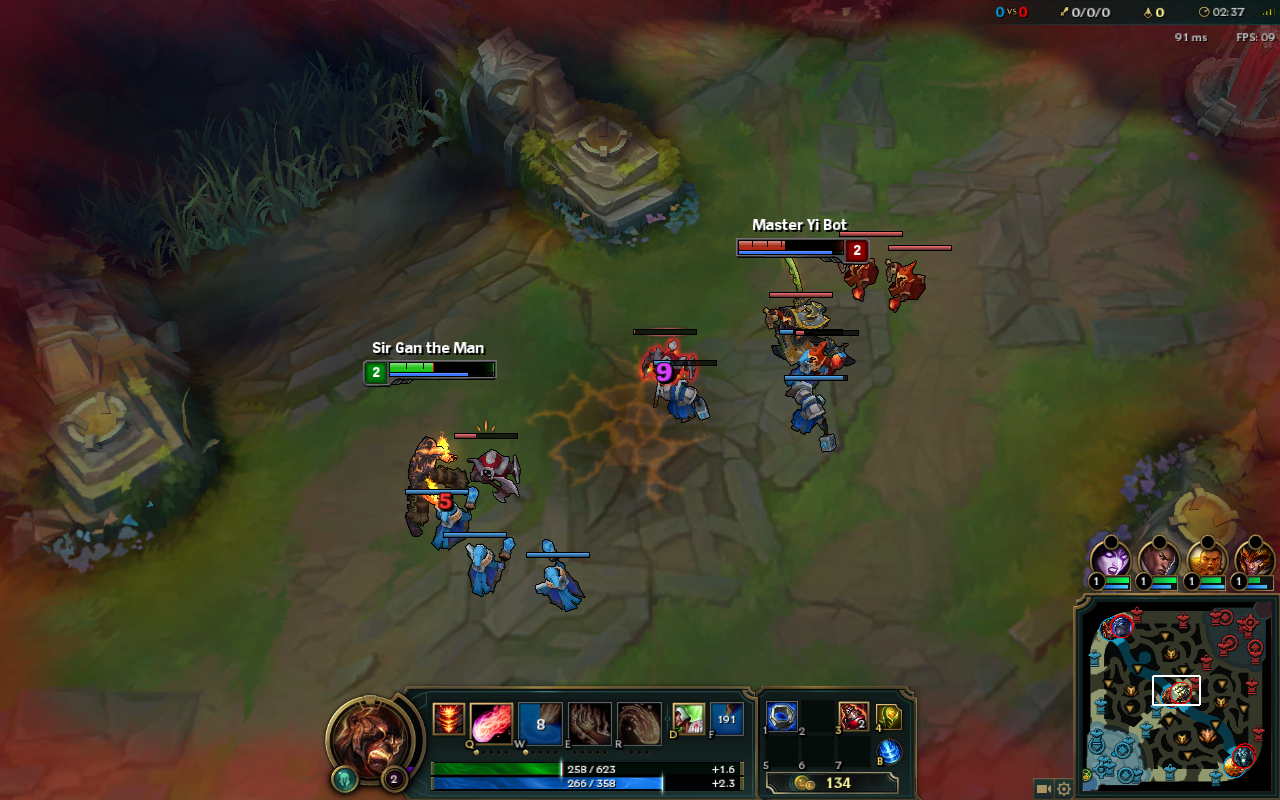 0 vs 0 0/0/0 0 02:37
91 ms FPS: 09
Master Yi Bot
2
Sir Gan the Man
2
9
5
1 1 1 1
8 191
Q W E R D F
2
1 2 3 2 4
5 6 7 B
258 / 623 +1.6
266 / 358 +2.3
134